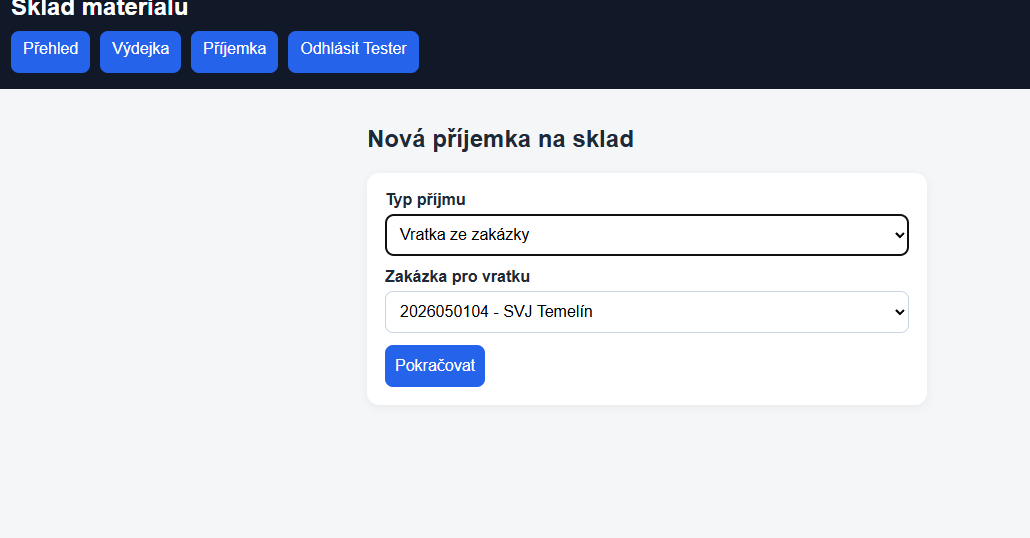 Sklad materiálu
Přehled Výdejka Příjemka Odhlásit Tester
Nová příjemka na sklad
Typ příjmu
Vratka ze zakázky
Zakázka pro vratku
2026050104 - SVJ Temelín
Pokračovat